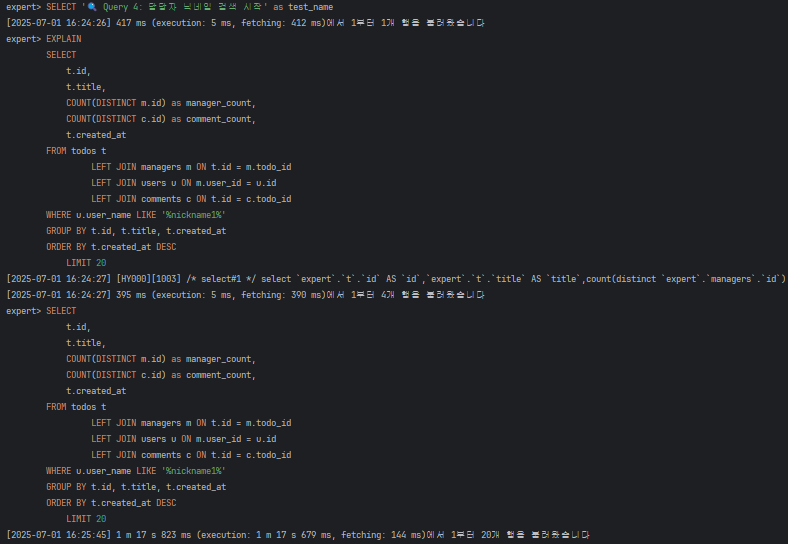 expert> SELECT '🔍 Query 4: 담당자 닉네임 검색 시작' as test_name
[2025-07-01 16:24:26] 417 ms (execution: 5 ms, fetching: 412 ms)에서 1부터 1개 행을 불러왔습니다
expert> EXPLAIN
SELECT
t.id,
t.title,
COUNT(DISTINCT m.id) as manager_count,
COUNT(DISTINCT c.id) as comment_count,
t.created_at
FROM todos t
LEFT JOIN managers m ON t.id = m.todo_id
LEFT JOIN users u ON m.user_id = u.id
LEFT JOIN comments c ON t.id = c.todo_id
WHERE u.user_name LIKE '%nickname1%'
GROUP BY t.id, t.title, t.created_at
ORDER BY t.created_at DESC
LIMIT 20
[2025-07-01 16:24:27] [HY000][1003] /* select#1 */ select `expert`.`t`.`id` AS `id`,`expert`.`t`.`title` AS `title`,count(distinct `expert`.`managers`.`id`)
[2025-07-01 16:24:27] 395 ms (execution: 5 ms, fetching: 390 ms)에서 1부터 4개 행을 불러왔습니다
expert> SELECT
t.id,
t.title,
COUNT(DISTINCT m.id) as manager_count,
COUNT(DISTINCT c.id) as comment_count,
t.created_at
FROM todos t
LEFT JOIN managers m ON t.id = m.todo_id
LEFT JOIN users u ON m.user_id = u.id
LEFT JOIN comments c ON t.id = c.todo_id
WHERE u.user_name LIKE '%nickname1%'
GROUP BY t.id, t.title, t.created_at
ORDER BY t.created_at DESC
LIMIT 20
[2025-07-01 16:25:45] 1 m 17 s 823 ms (execution: 1 m 17 s 679 ms, fetching: 144 ms)에서 1부터 20개 행을 불러왔습니다